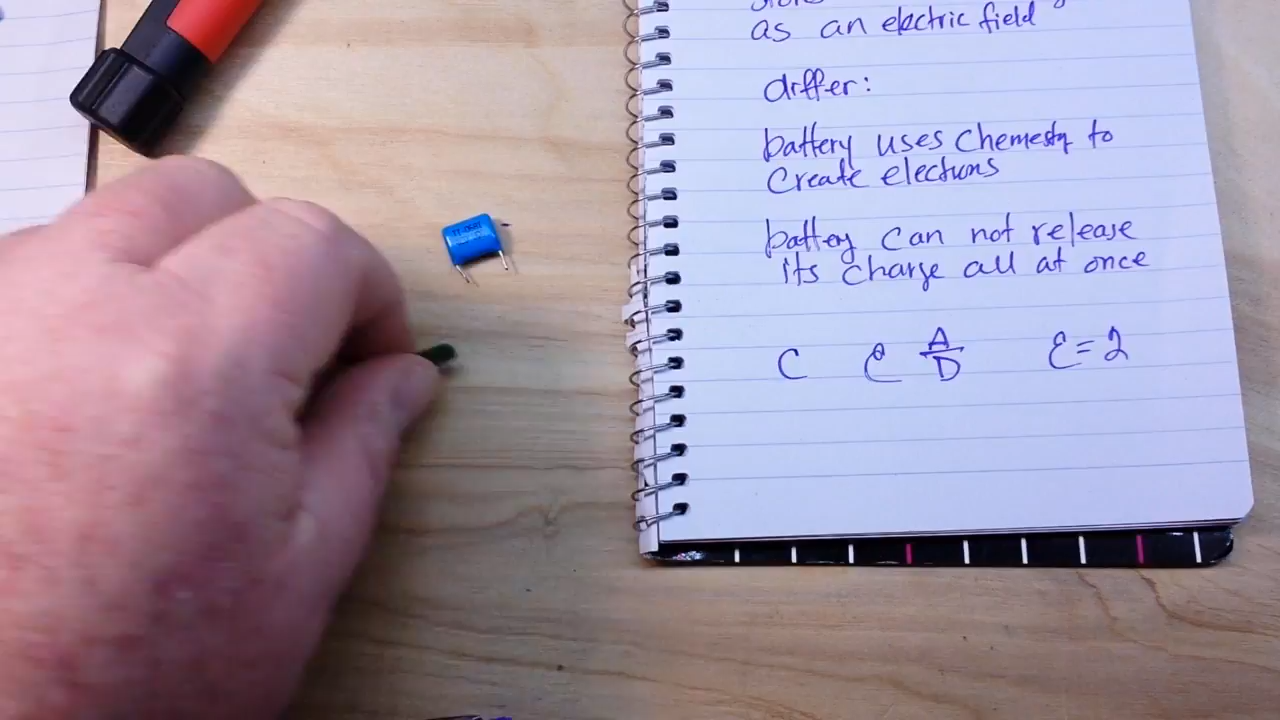 as an electric field
differ:
battery uses Chemesty to
Create electrons
battery can not release
its charge all at once
C ε A/D ε=2